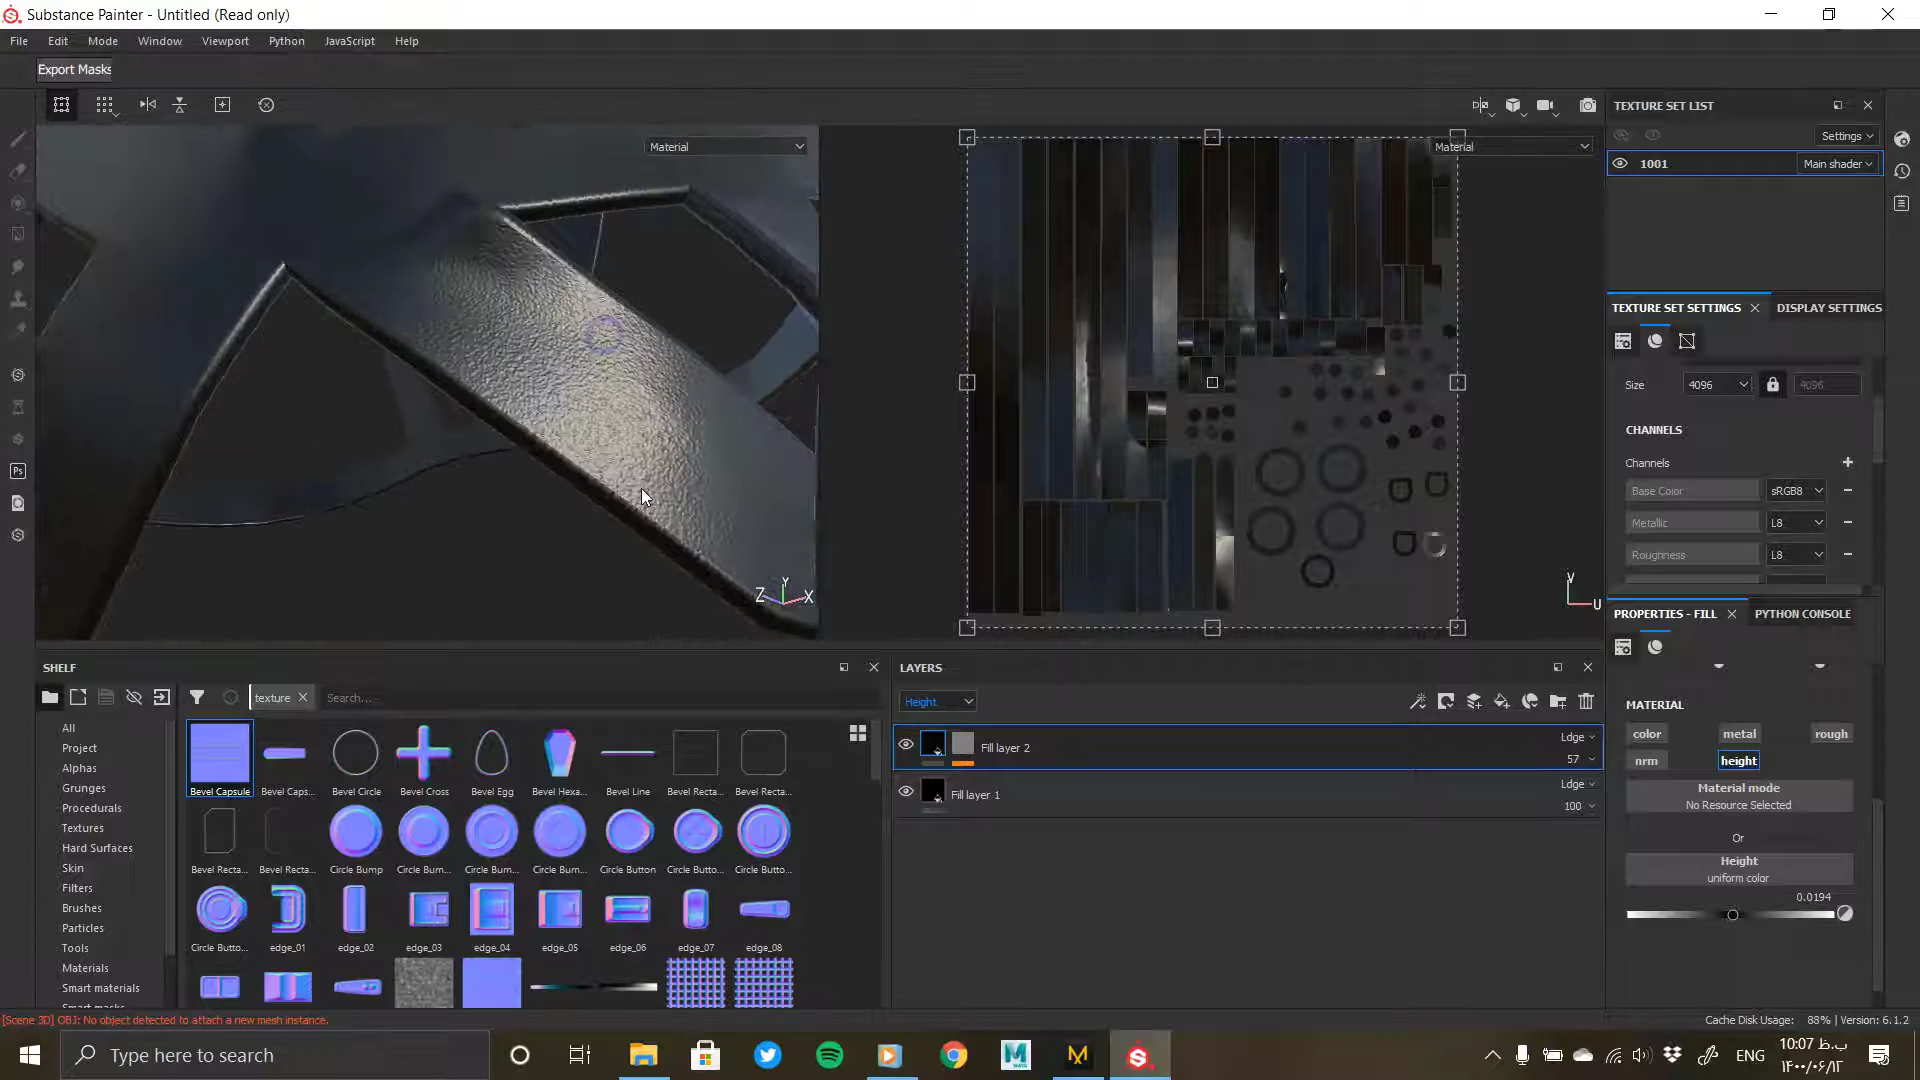 Substance Painter - Untitled (Read only)
File Edit Mode Window Viewport Python JavaScript Help
Export Masks
Material
Material
Z Y X
V
U
TEXTURE SET LIST
Settings
1001 Main shader
TEXTURE SET SETTINGS DISPLAY SETTINGS
Size 4096 4096
CHANNELS
Channels
Base Color sRGB8
Metallic L8
Roughness L8
PROPERTIES - FILL PYTHON CONSOLE
MATERIAL
color metal rough
nrm height
Material mode
No Resource Selected
Or
Height
uniform color
0.0194
SHELF
texture Search...
All
Project
Alphas
Grunges
Procedurals
Textures
Hard Surfaces
Skin
Filters
Brushes
Particles
Tools
Materials
Smart materials
Smart masks
Bevel Capsule Bevel Caps... Bevel Circle Bevel Cross Bevel Egg Bevel Hexa... Bevel Line Bevel Recta... Bevel Recta...
Bevel Recta... Bevel Recta... Circle Bump Circle Bum... Circle Bum... Circle Bum... Circle Button Circle Butto... Circle Butto...
Circle Butto... edge_01 edge_02 edge_03 edge_04 edge_05 edge_06 edge_07 edge_08
LAYERS
Height
Fill layer 2 Ldge
57
Fill layer 1 Ldge
100
[Scene 3D] OBJ: No object detected to attach a new mesh instance.
Cache Disk Usage: 88% | Version: 6.1.2
Ps
Type here to search
ENG
10:07 ب.ظ
۱۴۰۰/۰۶/۱۲